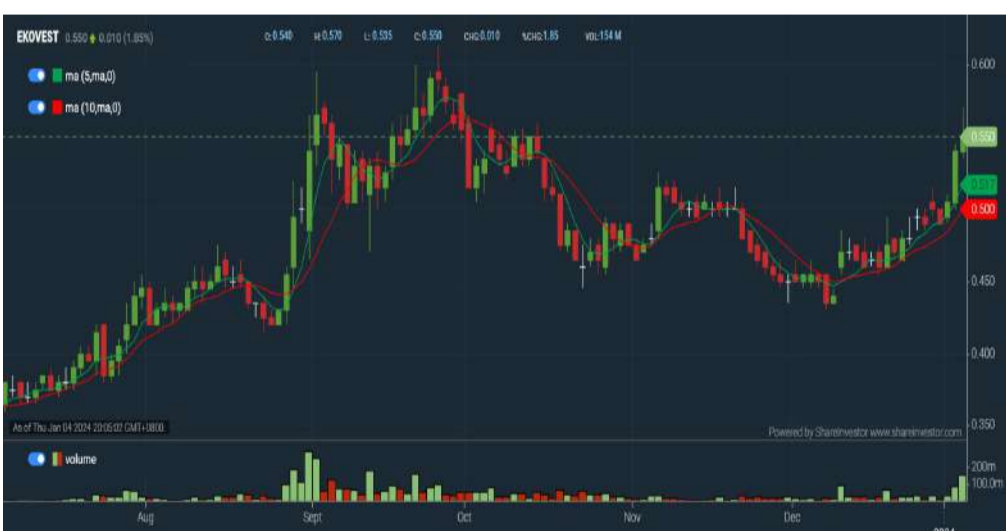 EKOVEST 0.550 0.010 (1.85%) O:0.540 H:0.570 L:0.535 C:0.550 CHG:0.010 %CHG:1.85 VOL:154 M
ma (5,ma,0)
ma (10,ma,0)
0.600
0.550
0.517
0.500
0.450
0.400
0.350
As of Thu Jan 04 2024 20:05:02 GMT+0800
Powered by ShareInvestor www.shareinvestor.com
volume
200m
100.0m
Aug Sept Oct Nov Dec
2024